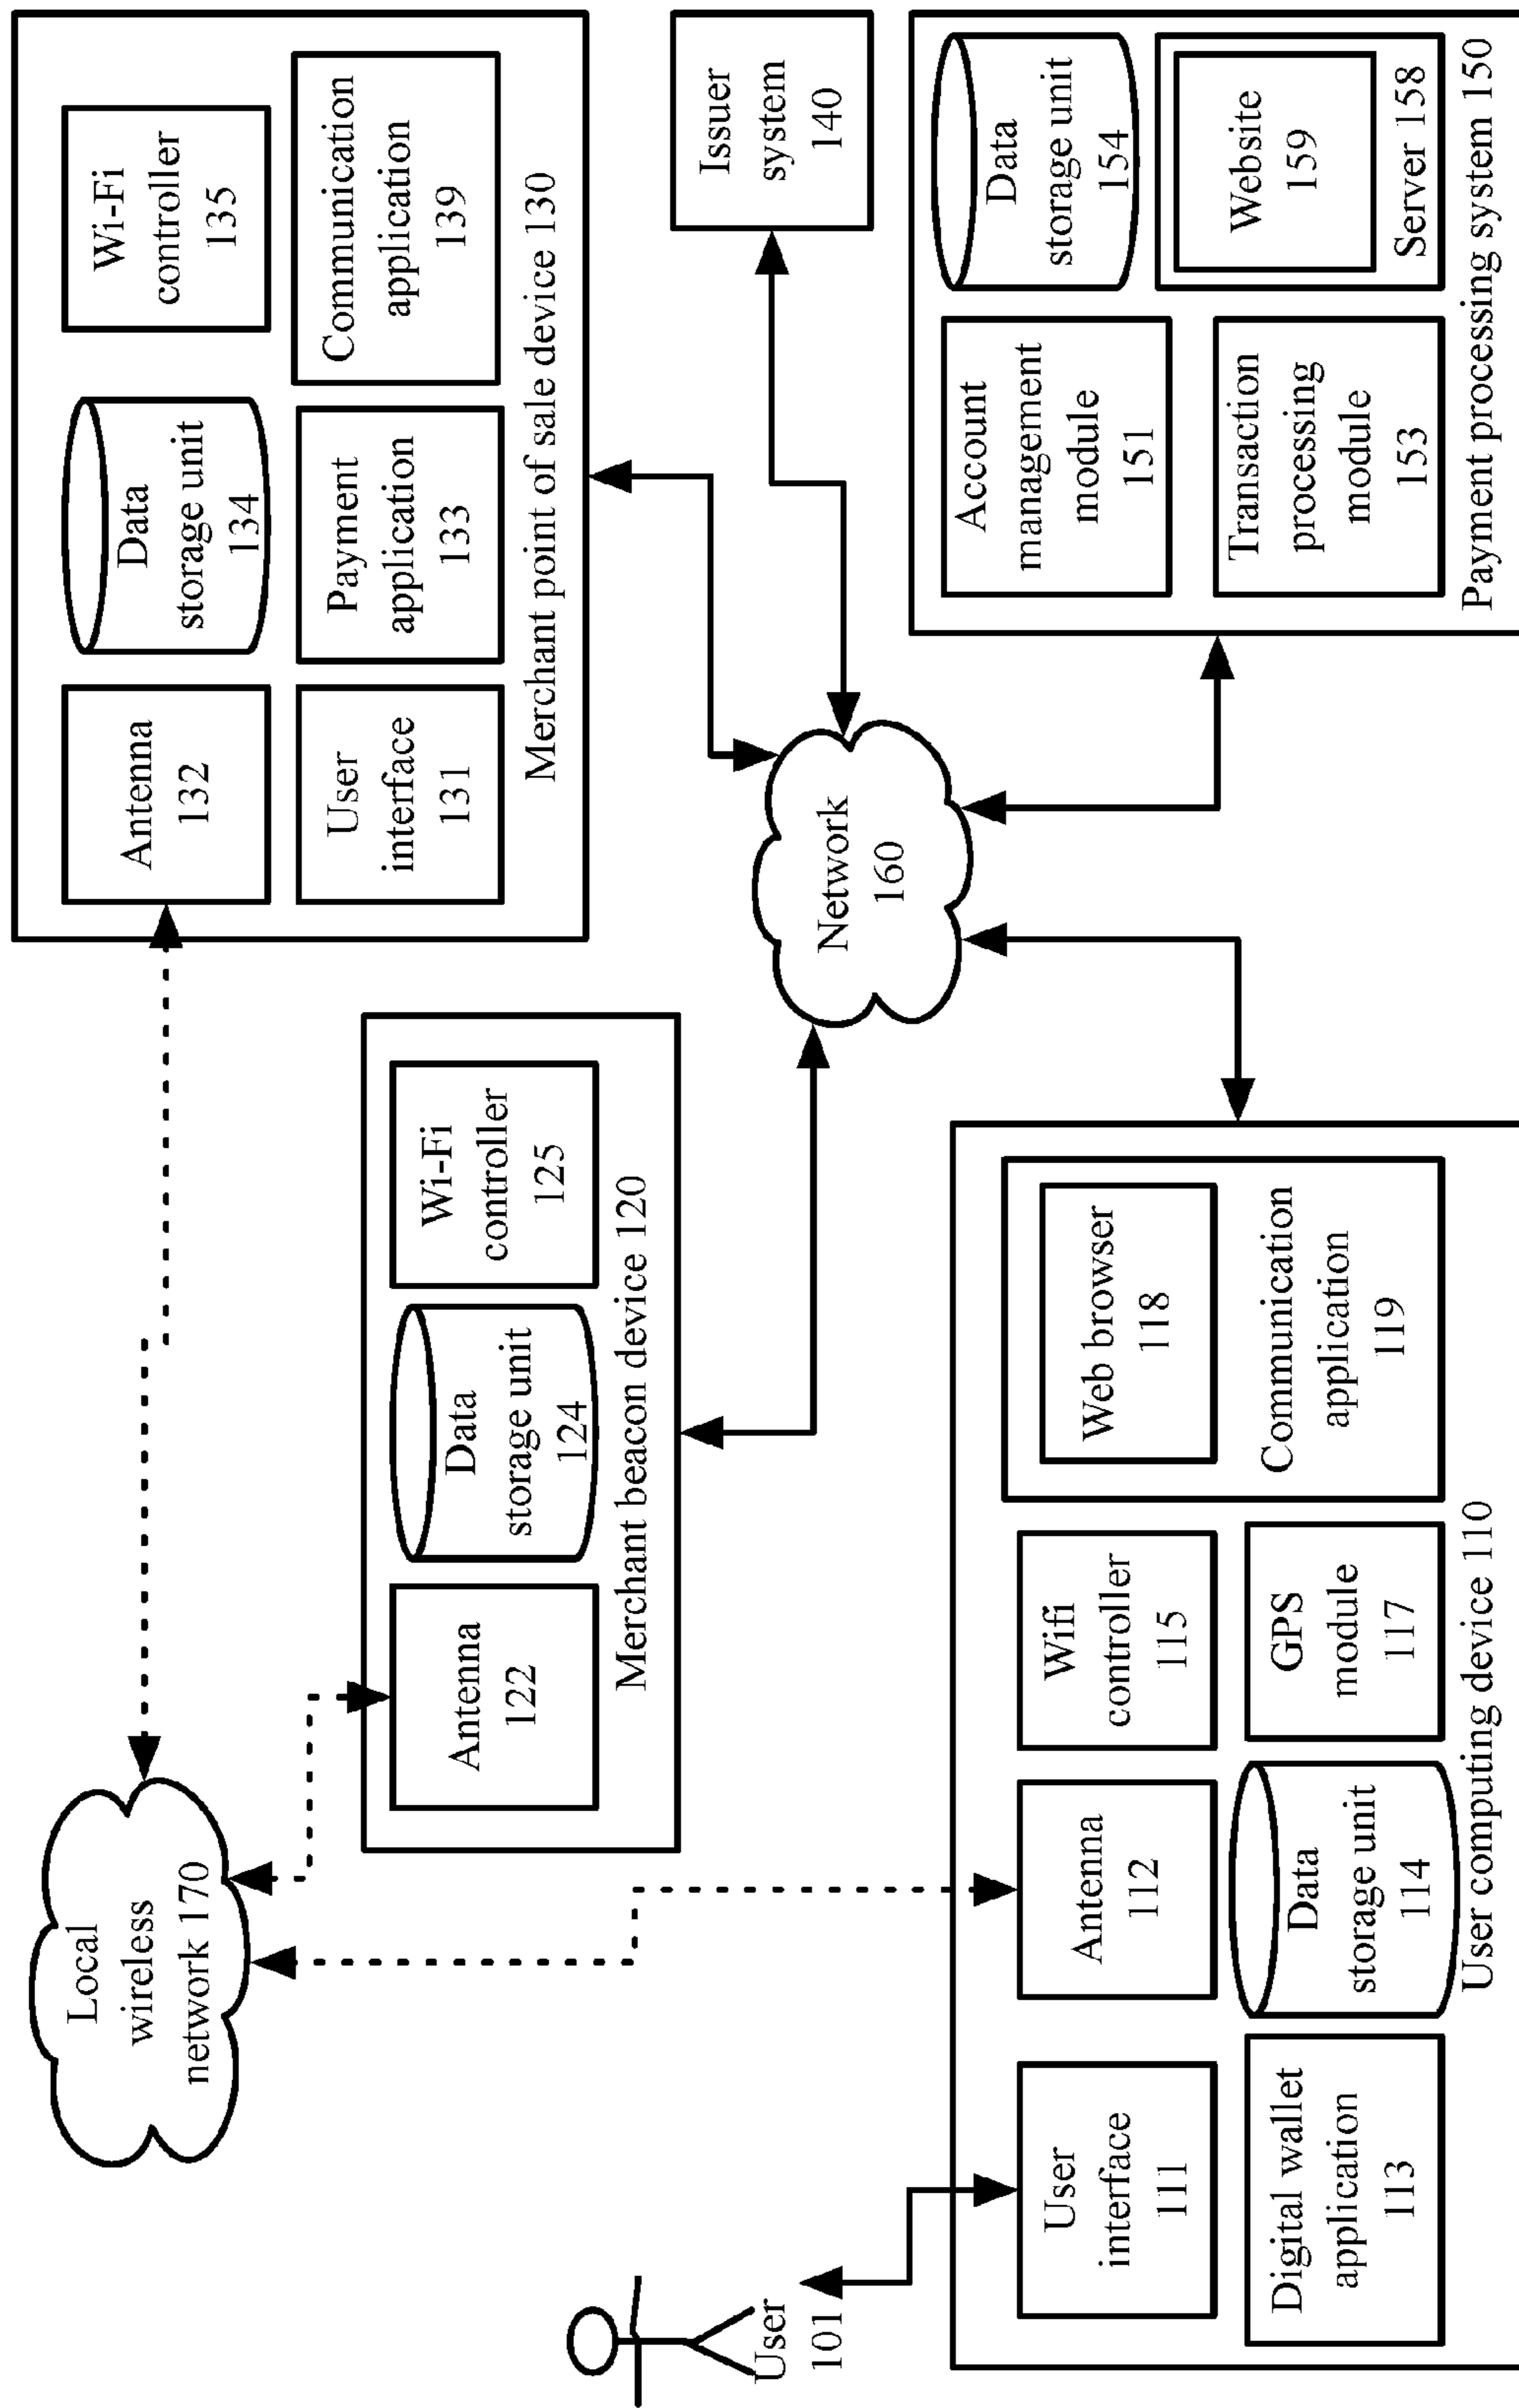 Local
wireless
network 170
Antenna
132
Data
storage unit
134
Wi-Fi
controller
135
User
interface
131
Payment
application
133
Communication
application
139
Merchant point of sale device 130
Antenna
122
Data
storage unit
124
Wi-Fi
controller
125
Merchant beacon device 120
Issuer
system
140
Network
160
User
101
User
interface
111
Antenna
112
Wifi
controller
115
Web browser
118
Communication
application
119
Digital wallet
application
113
Data
storage unit
114
GPS
module
117
User computing device 110
Account
management
module
151
Data
storage unit
154
Transaction
processing
module
153
Website
159
Server 158
Payment processing system 150